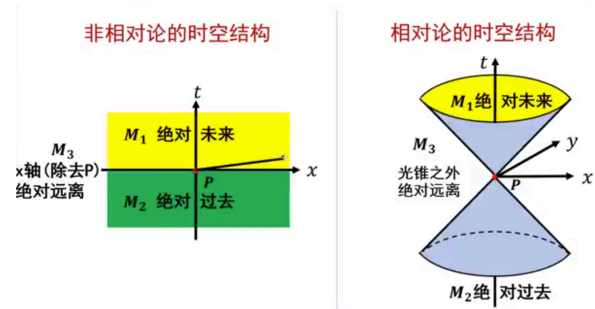 非相对论的时空结构
t
M₁ 绝对 未来
M₃
x轴(除去P)
绝对远离
x
P
M₂ 绝对 过去
相对论的时空结构
t
M₁绝 对未来
M₃
y
光锥之外
绝对远离
P
x
M₂绝 对过去